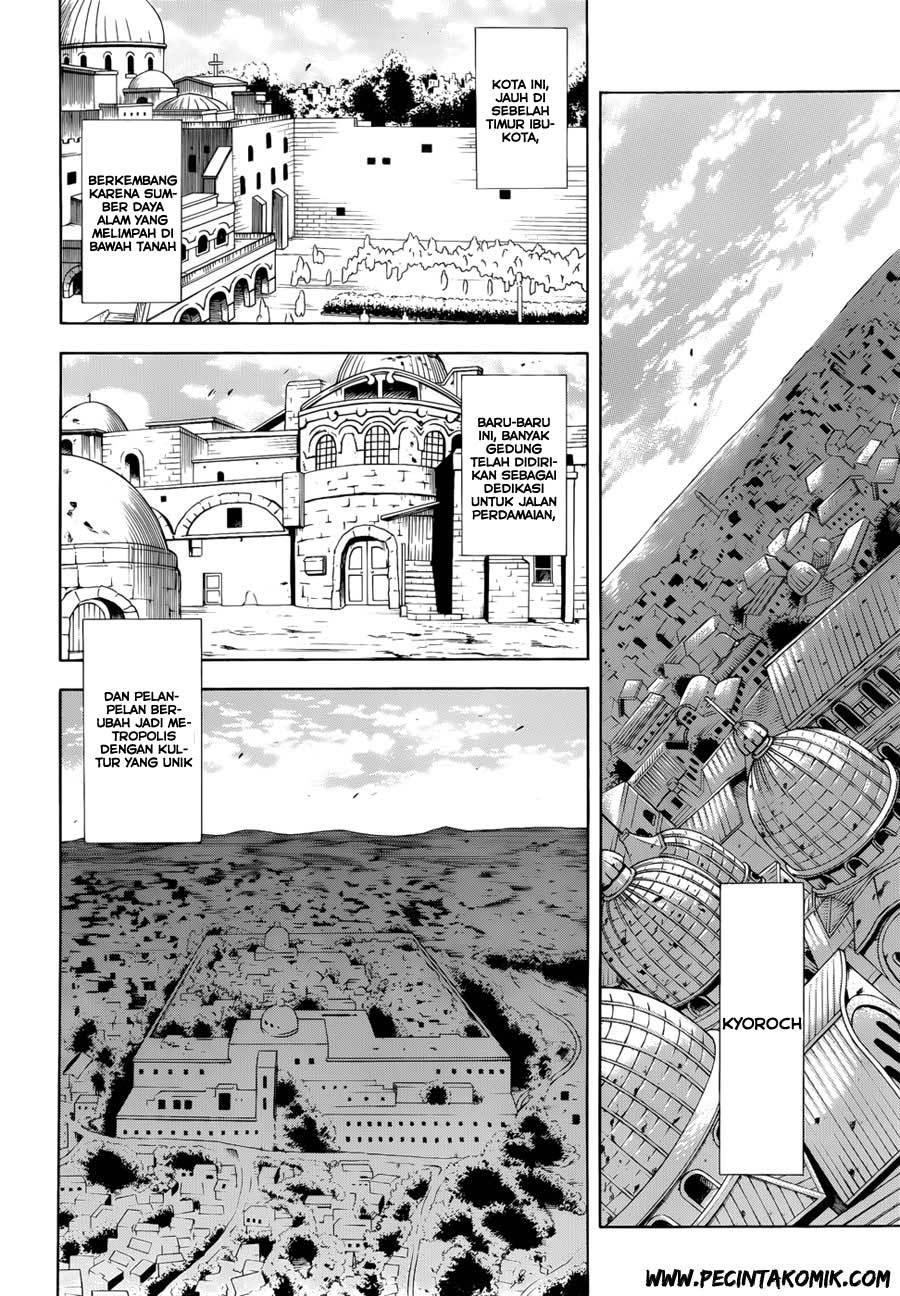 KYOROCH
KOTA INI,
JAUH DI
SEBELAH
TIMUR IBU-
KOTA,
BERKEMBANG
KARENA SUM-
BER DAYA
ALAM YANG
MELIMPAH DI
BAWAH TANAH
BARU-BARU
INI, BANYAK
GEDUNG
TELAH DIDIRI-
KAN SEBAGAI
DEDIKASI
UNTUK JALAN
PERDAMAIAN,
DAN PELAN-
PELAN BER-
UBAH JADI ME-
TROPOLIS
DENGAN KUL-
TUR YANG UNIK
WWW.PECINTAKOMIK.COM